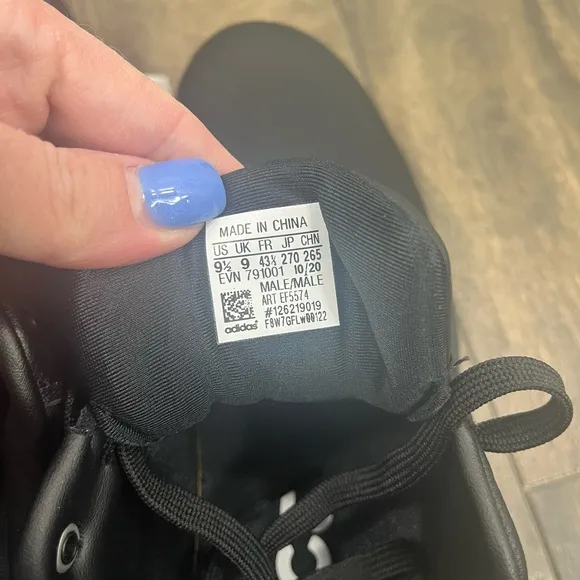 MADE IN CHINA
US UK FR JP CHN
9½ 9 43⅓ 270 265
EVN 791001 10/20
MALE/MÂLE
ART EF5574
#126219019
F8W7GFLW00122
adidas